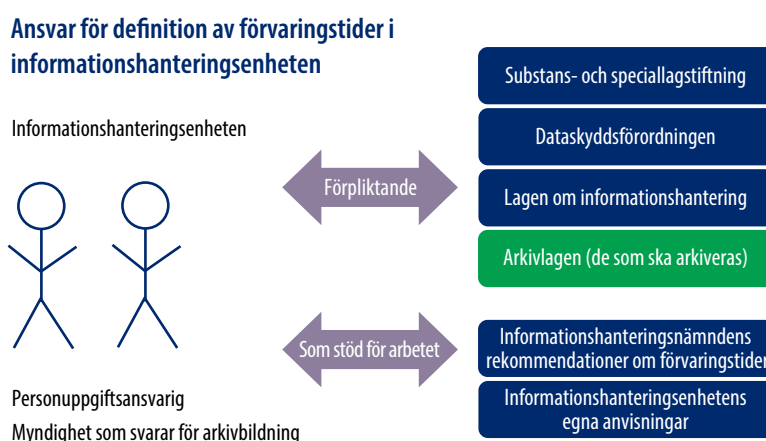 Ansvar för definition av förvaringstider i
informationshanteringsenheten
Informationshanteringsenheten
Förpliktande
Substans- och speciallagstiftning
Dataskyddsförordningen
Lagen om informationshantering
Arkivlagen (de som ska arkiveras)
Som stöd för arbetet
Informationshanteringsnämndens
rekommendationer om förvaringstider
Informationshanteringsenhetens
egna anvisningar
Personuppgiftsansvarig
Myndighet som svarar för arkivbildning